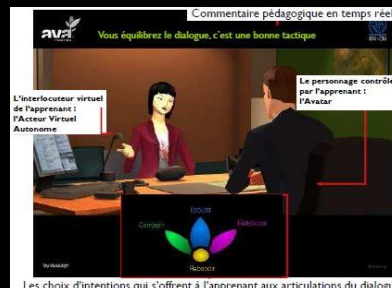 Commentaire pédagogique en temps réel
ava
Vous équilibrez le dialogue, c'est une bonne tactique
L'interlocuteur virtuel
de l'apprenant :
l'Acteur Virtuel
Autonome
Le personnage contrôlé
par l'apprenant :
l'Avatar
Ecouter
Rebondir
Les choix d'intentions qui s'offrent à l'apprenant aux articulations du dialogue